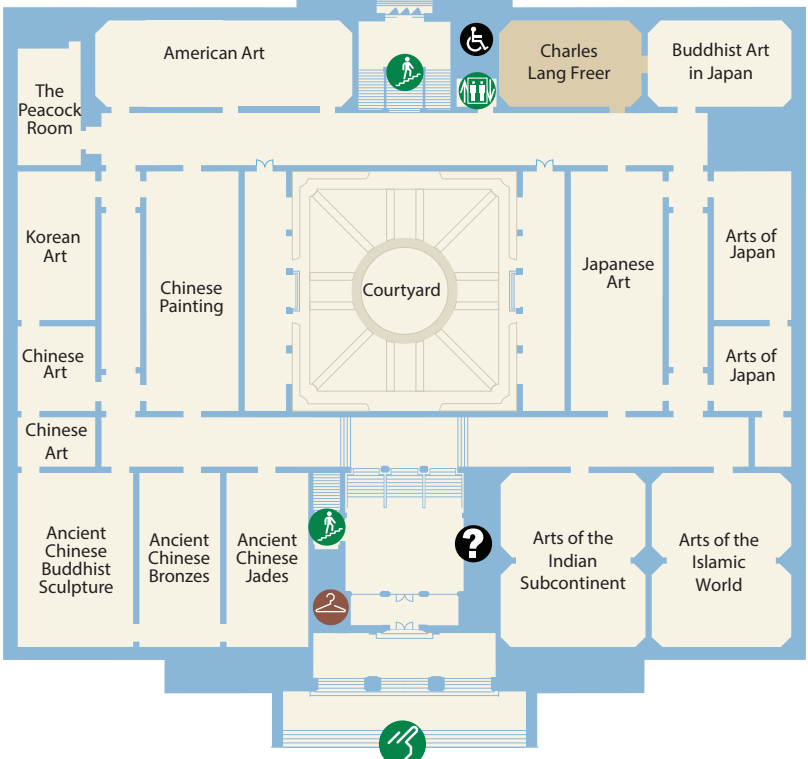 American Art
Charles
Lang Freer
Buddhist Art
in Japan
The
Peacock
Room
Korean
Art
Chinese
Painting
Courtyard
Japanese
Art
Arts of
Japan
Chinese
Art
Arts of
Japan
Chinese
Art
Ancient
Chinese
Buddhist
Sculpture
Ancient
Chinese
Bronzes
Ancient
Chinese
Jades
?
Arts of the
Indian
Subcontinent
Arts of the
Islamic
World